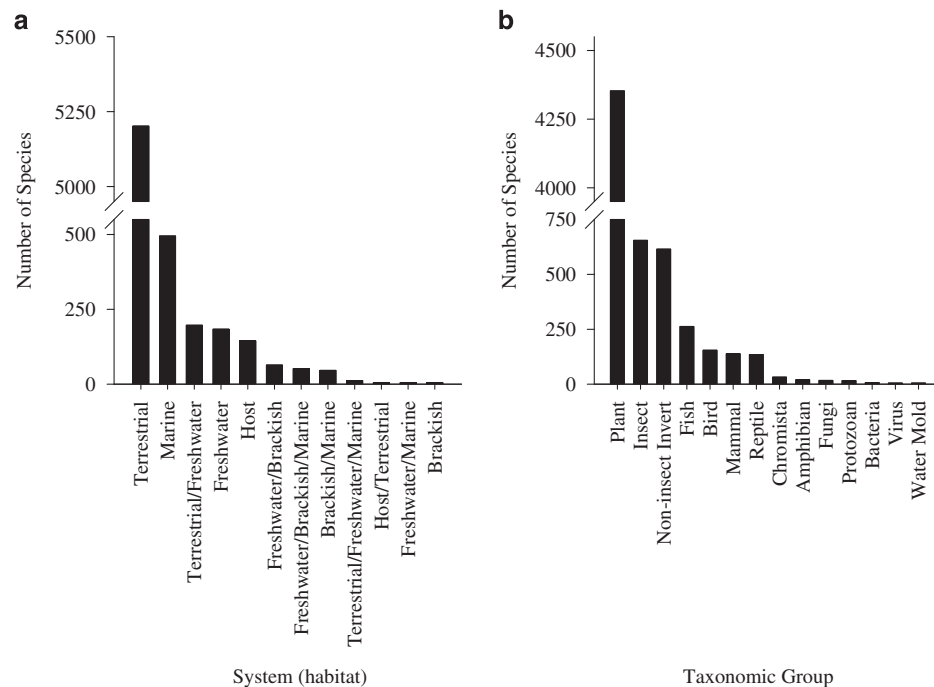 a
5500
5250
5000
500
250
0
Number of Species
Terrestrial
Marine
Terrestrial/Freshwater
Freshwater
Host
Freshwater/Brackish
Freshwater/Brackish/Marine
Brackish/Marine
Terrestrial/Freshwater/Marine
Host/Terrestrial
Freshwater/Marine
Brackish
System (habitat)
b
4500
4250
4000
750
500
250
0
Number of Species
Plant
Insect
Non-insect Invert
Fish
Bird
Mammal
Reptile
Chromista
Amphibian
Fungi
Protozoan
Bacteria
Virus
Water Mold
Taxonomic Group